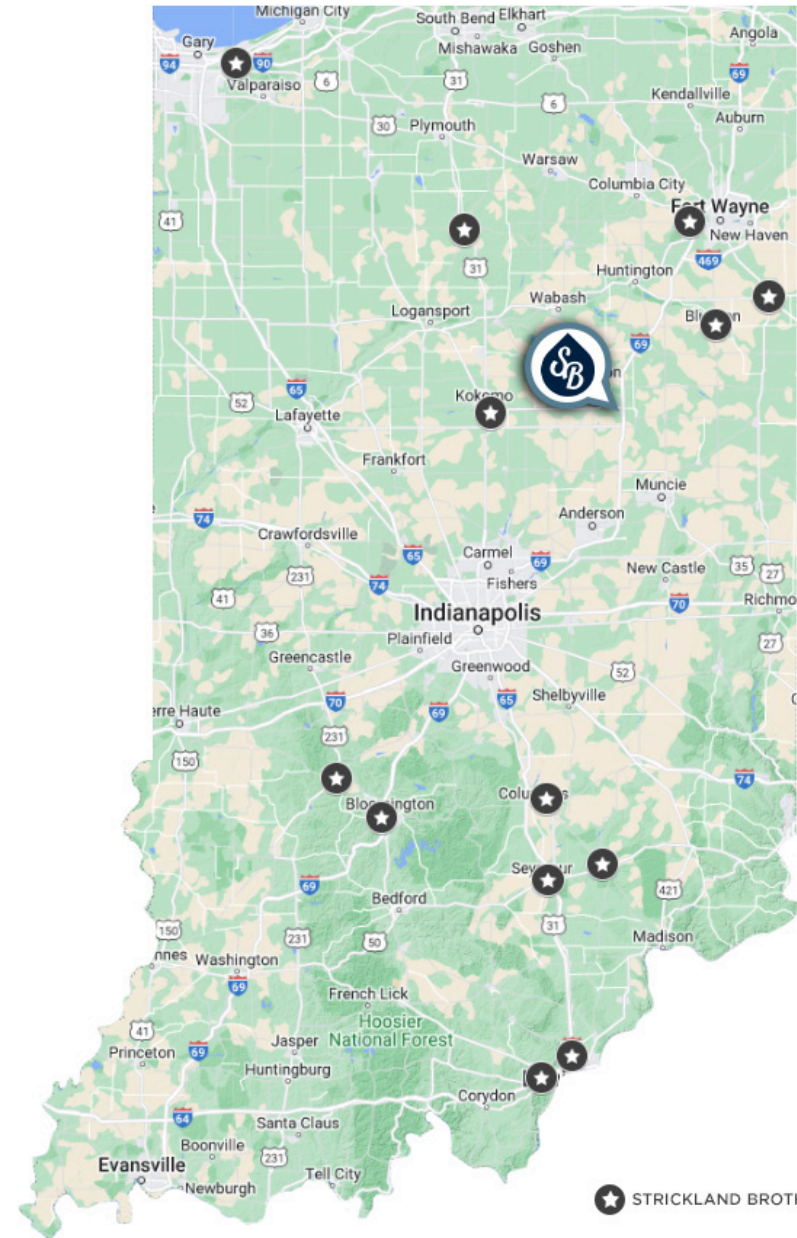 Michigan City
South Bend
Elkhart
Angola
Gary
Mishawaka
Goshen
94
90
69
Valparaiso
6
31
Kendallville
6
Auburn
30
Plymouth
Warsaw
Columbia City
41
Fort Wayne
New Haven
31
469
Huntington
Wabash
Logansport
69
SB
65
52
Kokomo
Lafayette
Frankfort
Muncie
Anderson
74
Crawfordsville
65
Carmel
69
New Castle
35
27
231
74
Fishers
41
70
Richmo
Indianapolis
36
Plainfield
27
Greencastle
Greenwood
52
70
65
Shelbyville
69
erre Haute
231
150
74
69
421
Bedford
31
150
231
50
Madison
nnes
Washington
69
French Lick
Hoosier
National Forest
41
69
Jasper
Princeton
Huntingburg
Corydon
64
Santa Claus
Boonville
231
Evansville
Tell City
Newburgh
STRICKLAND BROTH